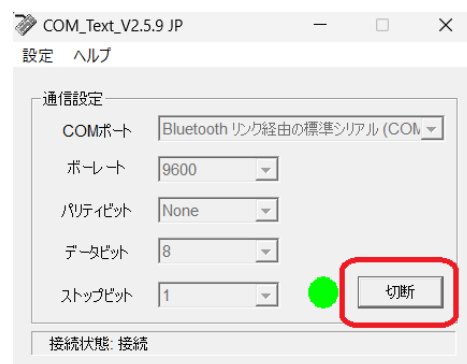 COM_Text_V2.5.9 JP
設定 ヘルプ
通信設定
COMポート Bluetooth リンク経由の標準シリアル (COM
ボーレート 9600
パリティビット None
データビット 8
ストップビット 1 切断
接続状態: 接続